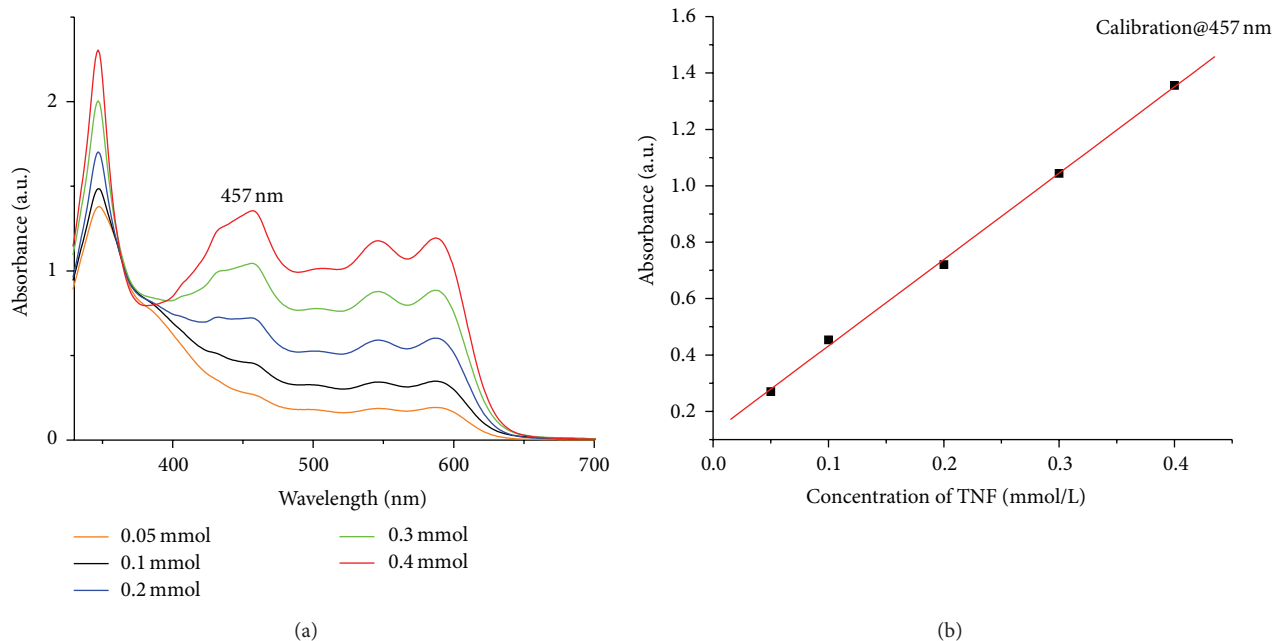 Absorbance (a.u.)
2
1
0
457 nm
400
500
600
700
Wavelength (nm)
0.05 mmol
0.1 mmol
0.2 mmol
0.3 mmol
0.4 mmol
(a)
Absorbance (a.u.)
1.6
1.4
1.2
1.0
0.8
0.6
0.4
0.2
Calibration@457 nm
0.0
0.1
0.2
0.3
0.4
Concentration of TNF (mmol/L)
(b)